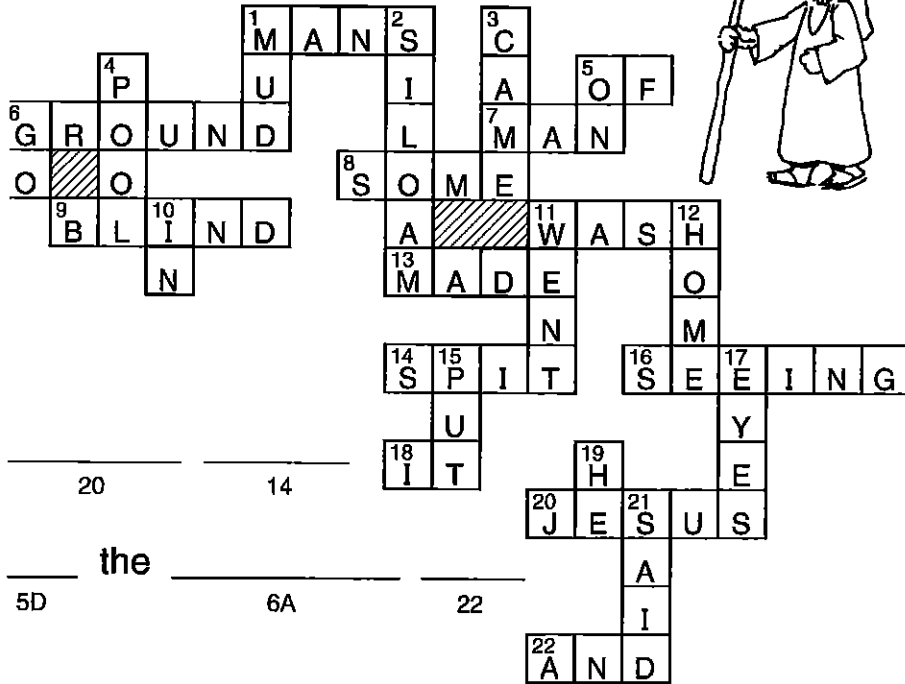 1 M A N 2 S 3 C
4 P U I A 5 O F
6 G R O U N D L 7 M A N
O O 8 S O M E
9 B L 10 I N D A 11 W A S 12 H
N 13 M A D E O
N M
14 S 15 P I T 16 S E 17 E I N G
U Y
18 I T 19 H E
20 J E 21 S U S
A
I
22 A N D
20 14
the
5D 6A 22